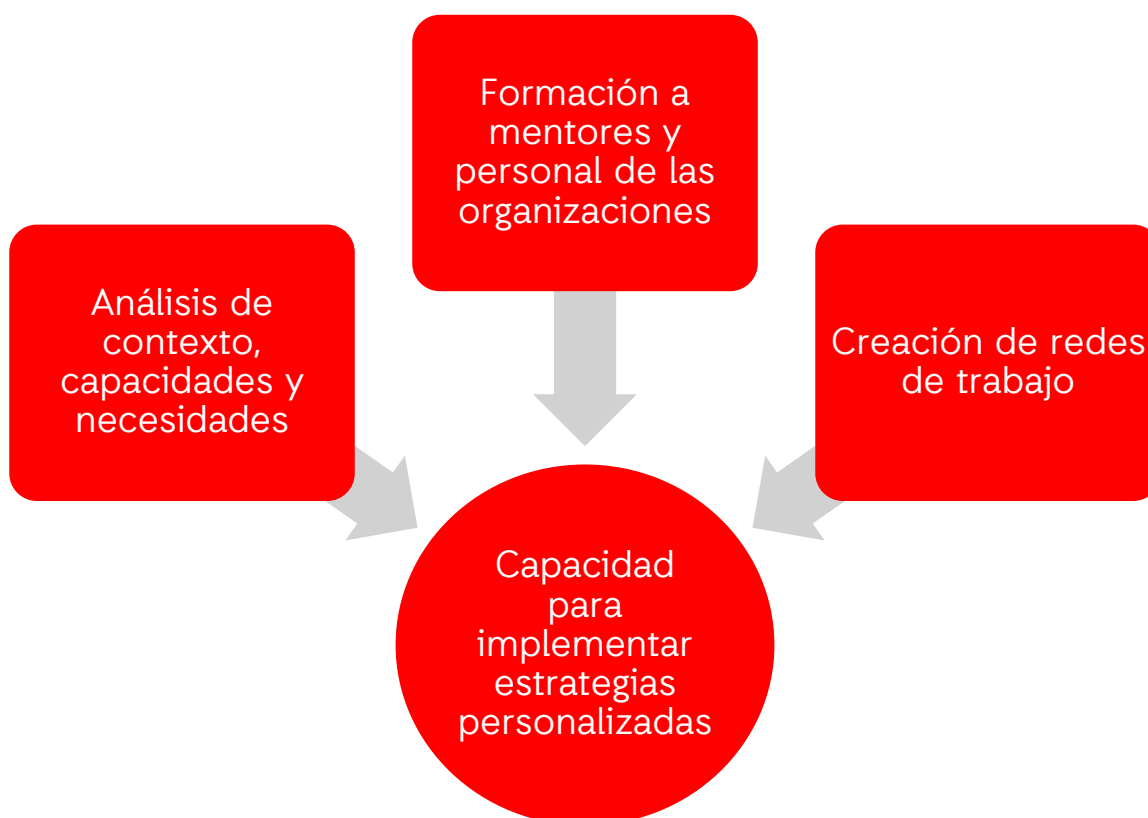 Formación a
mentores y
personal de las
organizaciones
Análisis de
contexto,
capacidades y
necesidades
Creación de redes
de trabajo
Capacidad
para
implementar
estrategias
personalizadas